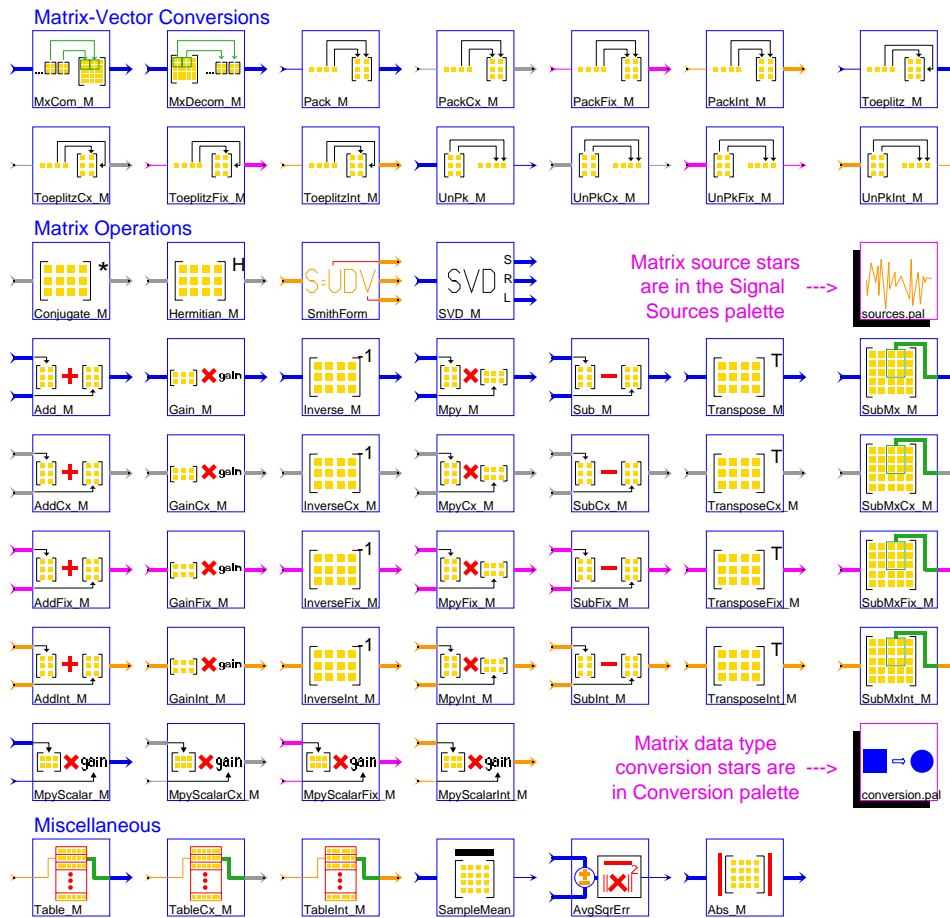 Matrix-Vector Conversions
MxCom_M MxDecom_M Pack_M PackCx_M PackFix_M PackInt_M Toeplitz_M
ToeplitzCx_M ToeplitzFix_M ToeplitzInt_M UnPk_M UnPkCx_M UnPkFix_M UnPkInt_M
Matrix Operations
* H S=UDV SVD S R L
Matrix source stars
are in the Signal --->
Sources palette
Conjugate_M Hermitian_M SmithForm SVD_M sources.pal
+ × gain -1 × − T
Add_M Gain_M Inverse_M Mpy_M Sub_M Transpose_M SubMx_M
+ × gain -1 × − T
AddCx_M GainCx_M InverseCx_M MpyCx_M SubCx_M TransposeCx_M SubMxCx_M
+ × gain -1 × − T
AddFix_M GainFix_M InverseFix_M MpyFix_M SubFix_M TransposeFix_M SubMxFix_M
+ × gain -1 × − T
AddInt_M GainInt_M InverseInt_M MpyInt_M SubInt_M TransposeInt_M SubMxInt_M
× gain × gain × gain × gain
Matrix data type
conversion stars are --->
in Conversion palette
MpyScalar_M MpyScalarCx_M MpyScalarFix_M MpyScalarInt_M conversion.pal
Miscellaneous
2
Table_M TableCx_M TableInt_M SampleMean AvgSqrErr Abs_M